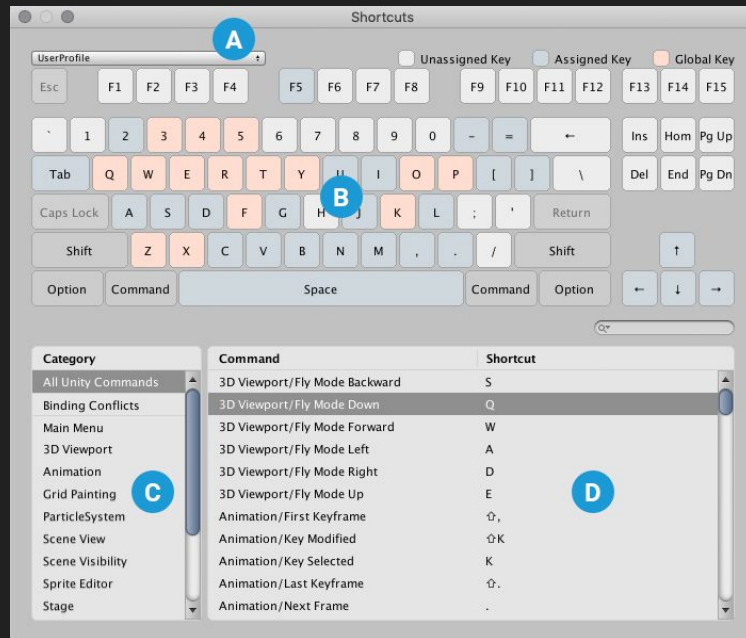 Shortcuts
A
UserProfile
Unassigned Key Assigned Key Global Key
Esc F1 F2 F3 F4 F5 F6 F7 F8 F9 F10 F11 F12 F13 F14 F15
` 1 2 3 4 5 6 7 8 9 0 - = ← Ins Hom Pg Up
Tab Q W E R T Y U I O P [ ] \ Del End Pg Dn
B
Caps Lock A S D F G H J K L ; ' Return
Shift Z X C V B N M , . / Shift ↑
Option Command Space Command Option ← ↓ →
Category Command Shortcut
All Unity Commands 3D Viewport/Fly Mode Backward S
Binding Conflicts 3D Viewport/Fly Mode Down Q
Main Menu 3D Viewport/Fly Mode Forward W
3D Viewport 3D Viewport/Fly Mode Left A
Animation 3D Viewport/Fly Mode Right D
C D
Grid Painting 3D Viewport/Fly Mode Up E
ParticleSystem Animation/First Keyframe ⇧,
Scene View Animation/Key Modified ⇧K
Scene Visibility Animation/Key Selected K
Sprite Editor Animation/Last Keyframe ⇧.
Stage Animation/Next Frame .